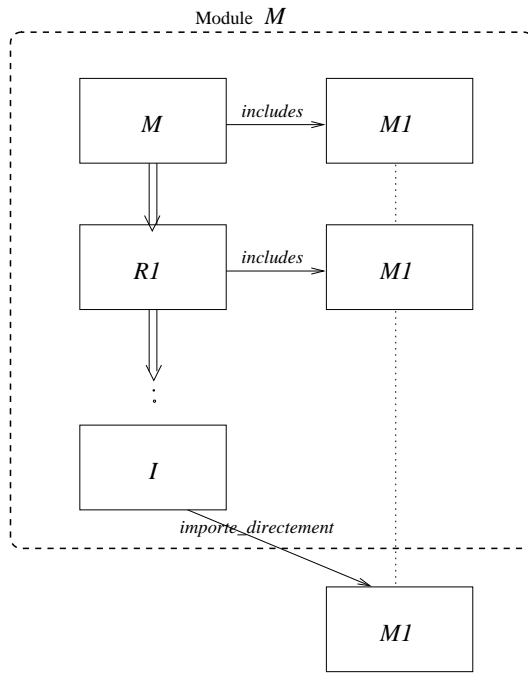 Module M
M
includes
M1
R1
includes
M1
I
importe_directement
M1